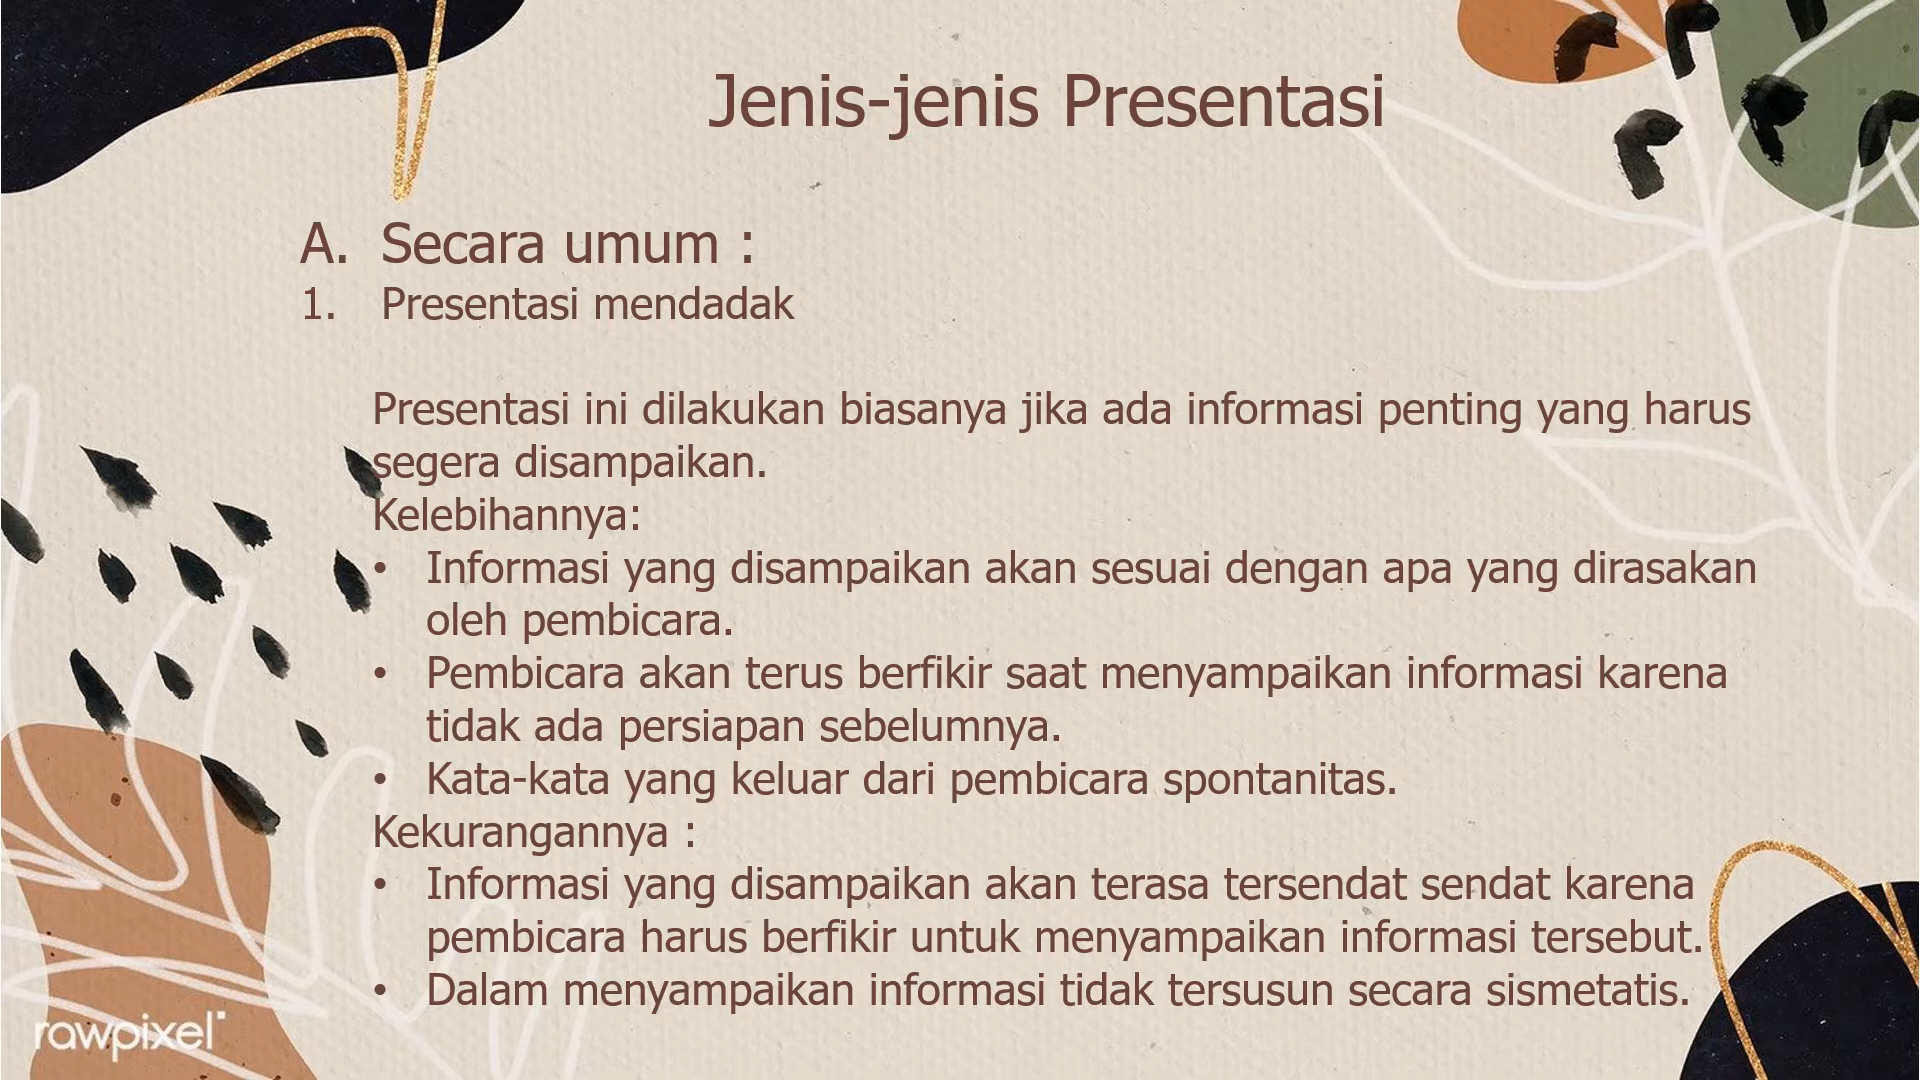 Jenis-jenis Presentasi
A. Secara umum :
1. Presentasi mendadak
Presentasi ini dilakukan biasanya jika ada informasi penting yang harus
segera disampaikan.
Kelebihannya:
• Informasi yang disampaikan akan sesuai dengan apa yang dirasakan
oleh pembicara.
• Pembicara akan terus berfikir saat menyampaikan informasi karena
tidak ada persiapan sebelumnya.
• Kata-kata yang keluar dari pembicara spontanitas.
Kekurangannya :
• Informasi yang disampaikan akan terasa tersendat sendat karena
pembicara harus berfikir untuk menyampaikan informasi tersebut.
• Dalam menyampaikan informasi tidak tersusun secara sismetatis.
rawpixel